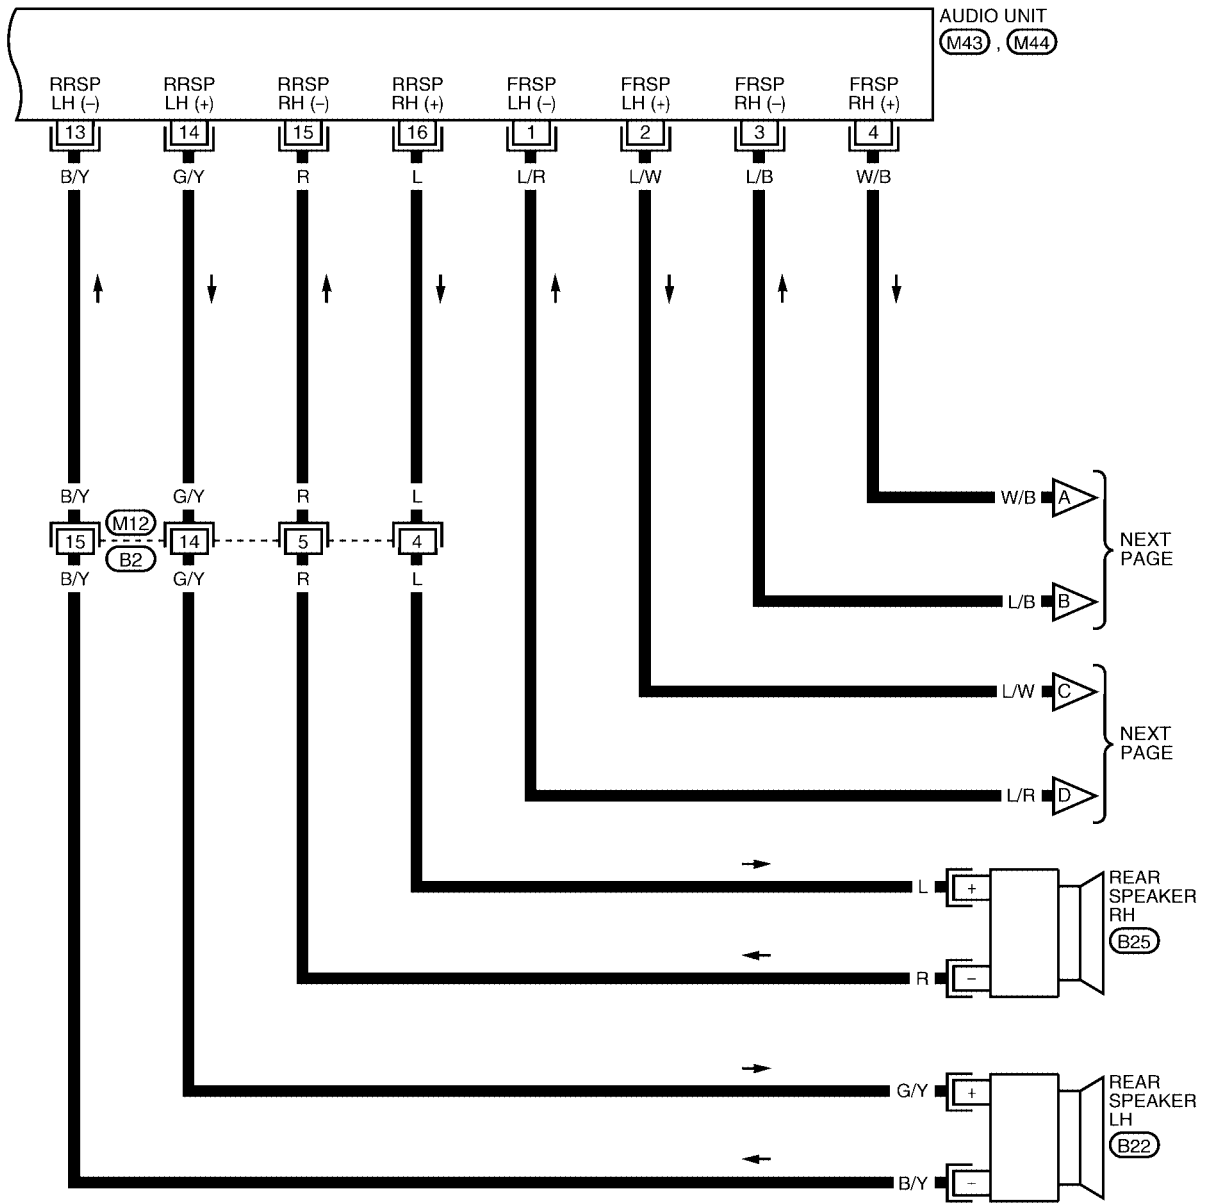 AUDIO UNIT
M43 , M44
RRSP RRSP RRSP RRSP FRSP FRSP FRSP FRSP
LH (–) LH (+) RH (–) RH (+) LH (–) LH (+) RH (–) RH (+)
13 14 15 16 1 2 3 4
B/Y G/Y R L L/R L/W L/B W/B
B/Y G/Y R L
W/B A
M12
15 14 5 4
NEXT
PAGE
B2
B/Y G/Y R L
L/B B
L/W C
NEXT
PAGE
L/R D
REAR
SPEAKER
RH
B25
L +
R –
REAR
SPEAKER
LH
B22
G/Y +
B/Y –